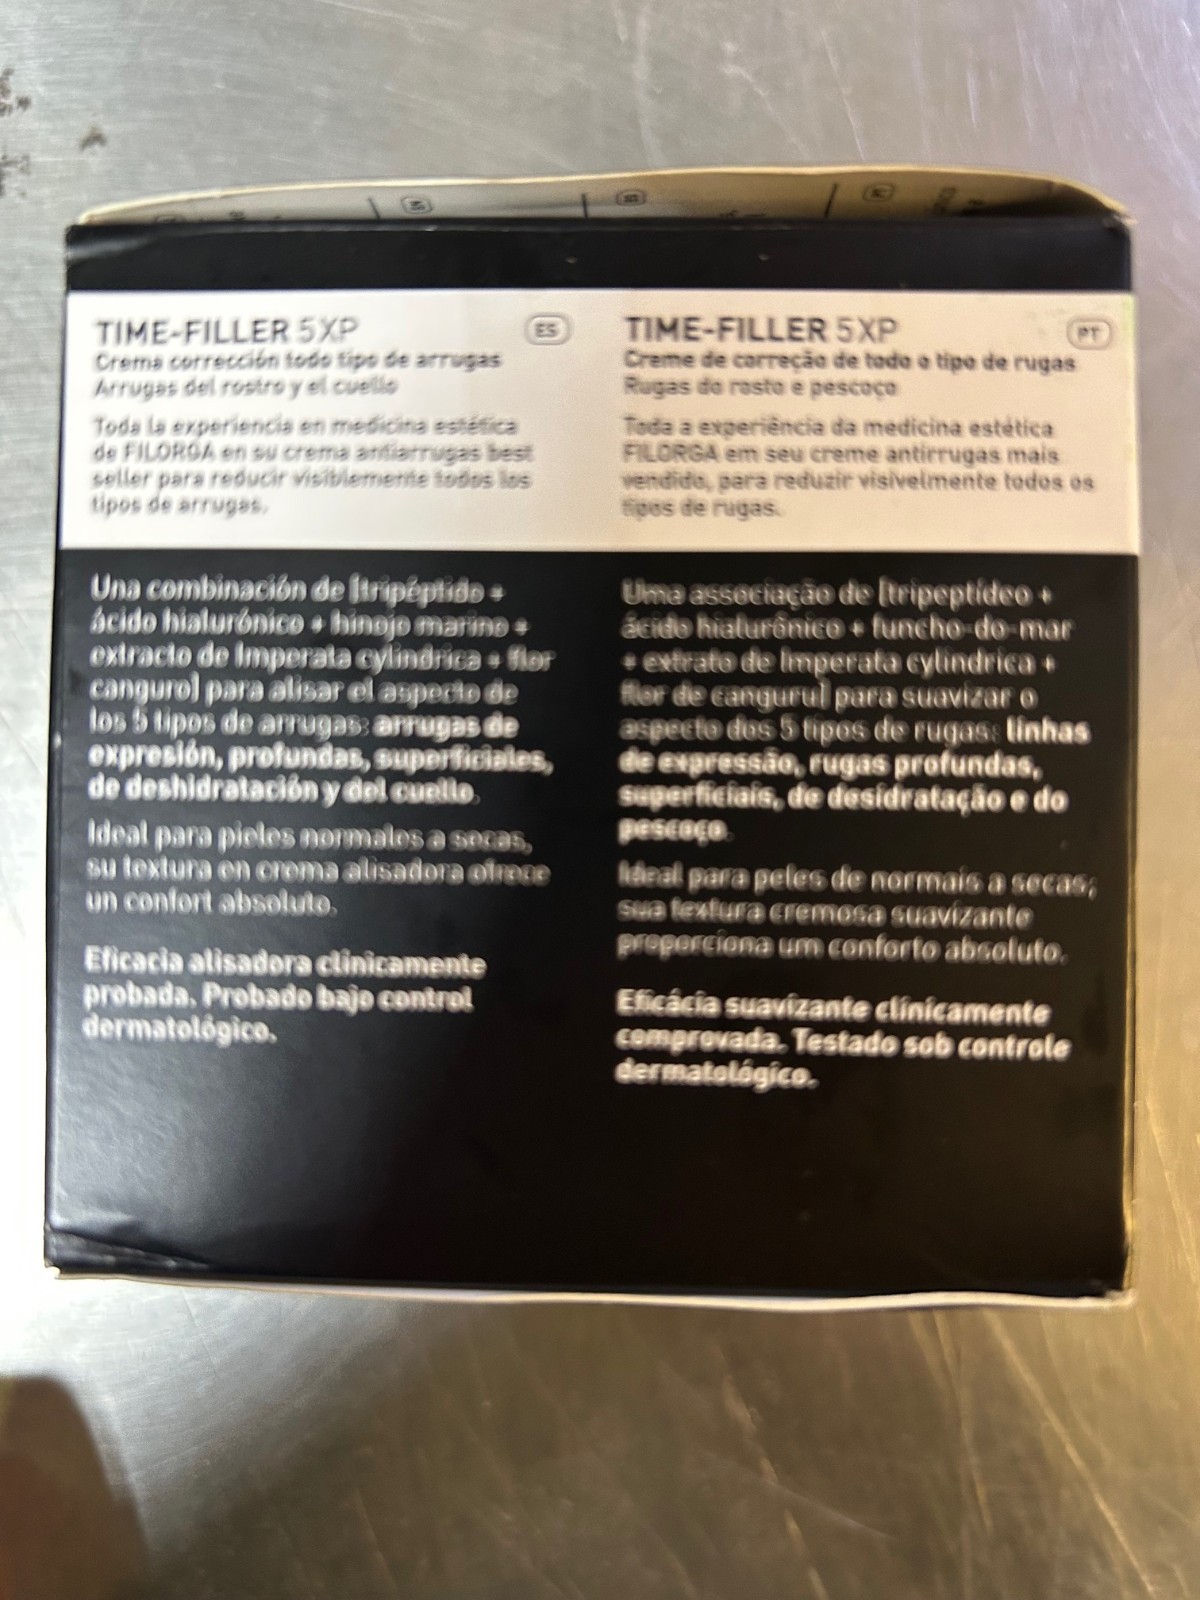 TIME-FILLER 5XP
ES
Crema corrección todo tipo de arrugas
Arrugas del rostro y el cuello
Toda la experiencia en medicina estética
de FILORGA en su crema antiarrugas best
seller para reducir visiblemente todos los
tipos de arrugas.
Una combinación de [tripéptido +
ácido hialurónico + hinojo marino +
extracto de Imperata cylindrica + flor
canguro] para alisar el aspecto de
los 5 tipos de arrugas: arrugas de
expresión, profundas, superficiales,
de deshidratación y del cuello.
Ideal para pieles normales a secas,
su textura en crema alisadora ofrece
un confort absoluto.
Eficacia alisadora clínicamente
probada. Probado bajo control
dermatológico.
TIME-FILLER 5XP
PT
Creme de correção de todo o tipo de rugas
Rugas do rosto e pescoço
Toda a experiência da medicina estética
FILORGA em seu creme antirrugas mais
vendido, para reduzir visivelmente todos os
tipos de rugas.
Uma associação de [tripeptídeo +
ácido hialurônico + funcho-do-mar
+ extrato de Imperata cylindrica +
flor de canguru] para suavizar o
aspecto dos 5 tipos de rugas: linhas
de expressão, rugas profundas,
superficiais, de desidratação e do
pescoço.
Ideal para peles de normais a secas;
sua textura cremosa suavizante
proporciona um conforto absoluto.
Eficácia suavizante clínicamente
comprovada. Testado sob controle
dermatológico.